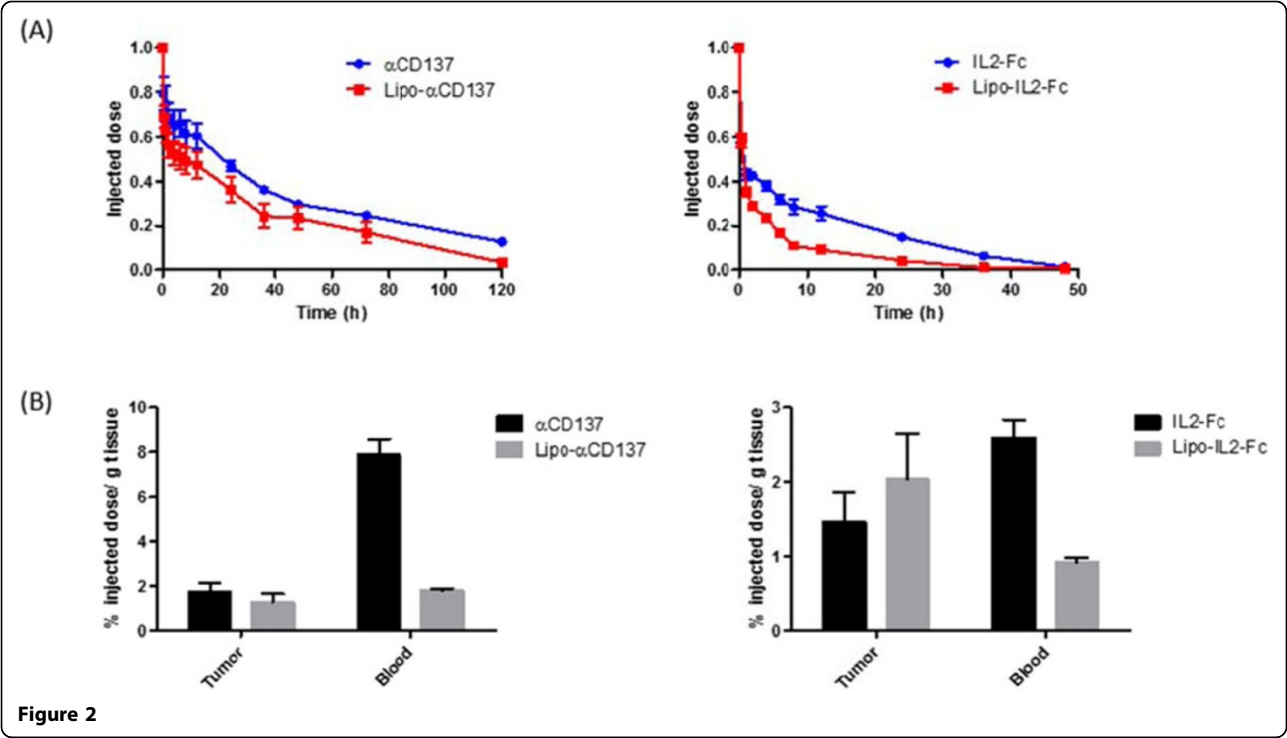 (A)
Injected dose
1.0
0.8
0.6
0.4
0.2
0.0
0 20 40 60 80 100 120
Time (h)
αCD137
Lipo-αCD137
Injected dose
1.0
0.8
0.6
0.4
0.2
0.0
0 10 20 30 40 50
Time (h)
IL2-Fc
Lipo-IL2-Fc
(B)
% injected dose/ g tissue
10
8
6
4
2
0
Tumor Blood
αCD137
Lipo-αCD137
% injected dose/ g tissue
3
2
1
0
Tumor Blood
IL2-Fc
Lipo-IL2-Fc
Figure 2